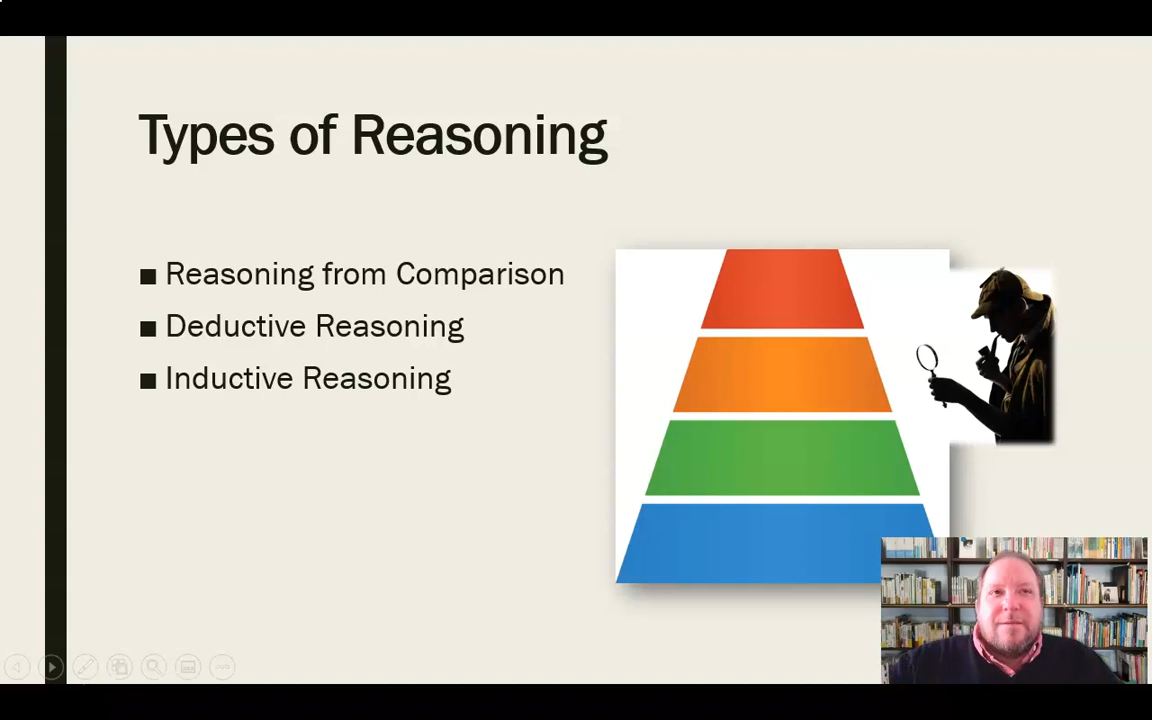 Types of Reasoning
■ Reasoning from Comparison
■ Deductive Reasoning
■ Inductive Reasoning